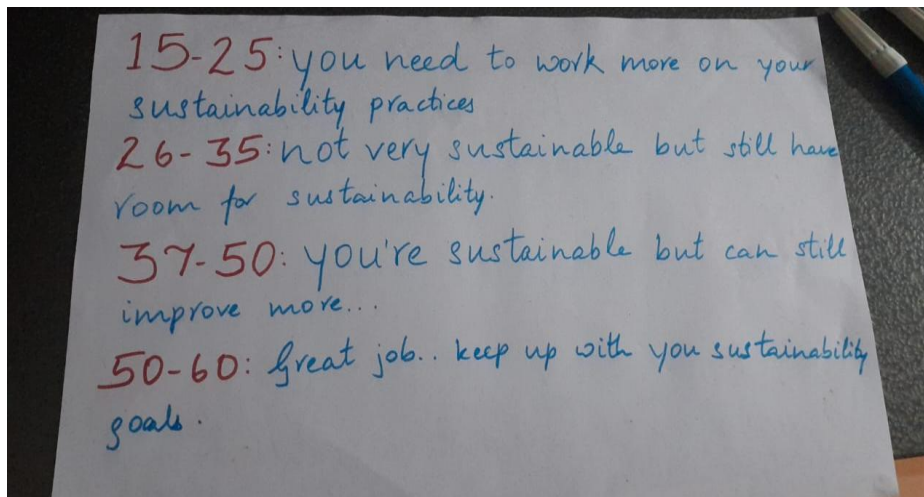 15-25: you need to work more on your
sustainability practices
26-35: not very sustainable but still have
room for sustainability.
37-50: you're sustainable but can still
improve more...
50-60: Great job.. keep up with you sustainability
goals.